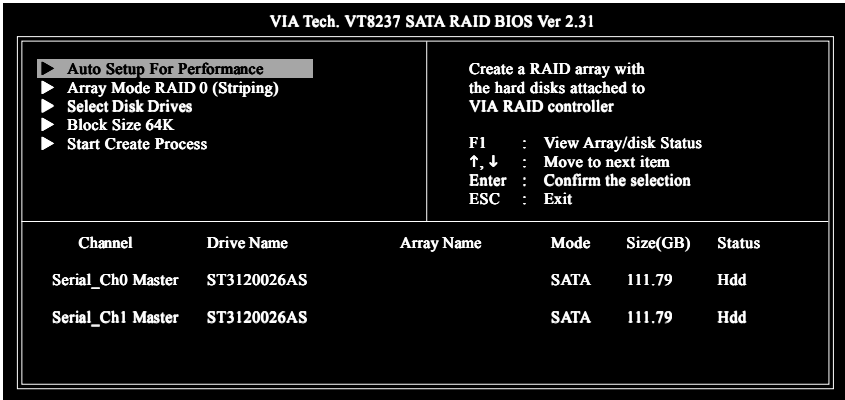 VIA Tech. VT8237 SATA RAID BIOS Ver 2.31
Auto Setup For Performance
Array Mode RAID 0 (Striping)
Select Disk Drives
Block Size 64K
Start Create Process
Create a RAID array with
the hard disks attached to
VIA RAID controller
F1 : View Array/disk Status
↑, ↓ : Move to next item
Enter : Confirm the selection
ESC : Exit
Channel Drive Name Array Name Mode Size(GB) Status
Serial_Ch0 Master ST3120026AS SATA 111.79 Hdd
Serial_Ch1 Master ST3120026AS SATA 111.79 Hdd